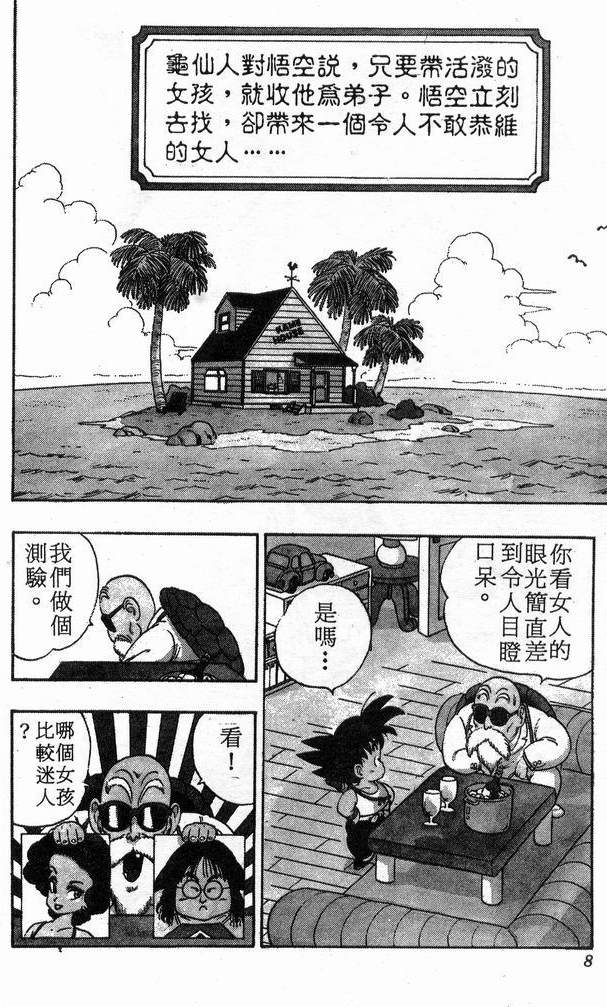 龜仙人對悟空說，只要帶活潑的
女孩，就收他爲弟子。悟空立刻
去找，卻帶來一個令人不敢恭維
的女人……
KAME
HOUSE
你看女人的
眼光簡直差
到令人目瞪
口呆。
是嗎…
我們做個
測驗。
看！
哪個女孩
比較迷人
？
8